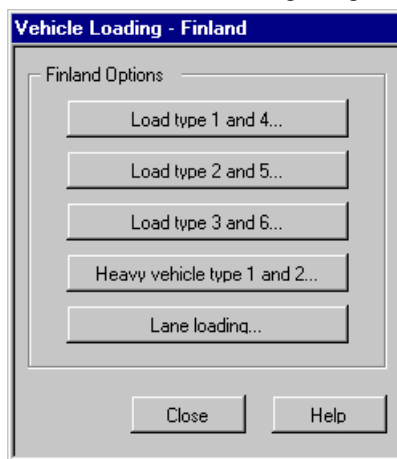 Vehicle Loading - Finland
Finland Options
Load type 1 and 4...
Load type 2 and 5...
Load type 3 and 6...
Heavy vehicle type 1 and 2...
Lane loading...
Close Help